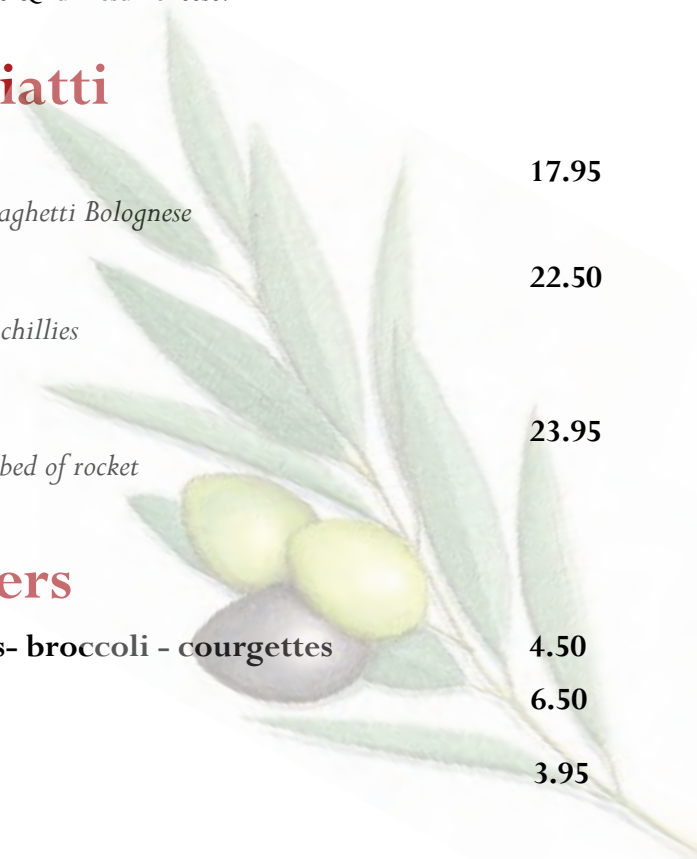 iatti
17.95
aghetti Bolognese
22.50
chillies
23.95
bed of rocket
ers
s- broccoli - courgettes 4.50
6.50
3.95